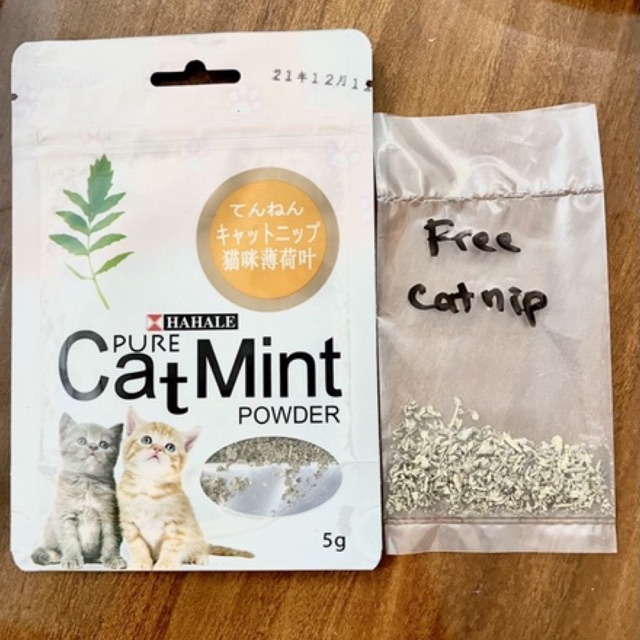 21年12月1
てんねん
キャットニップ
猫咪薄荷叶
HAHALE
PURE
CatMint
POWDER
5g
Free
catnip